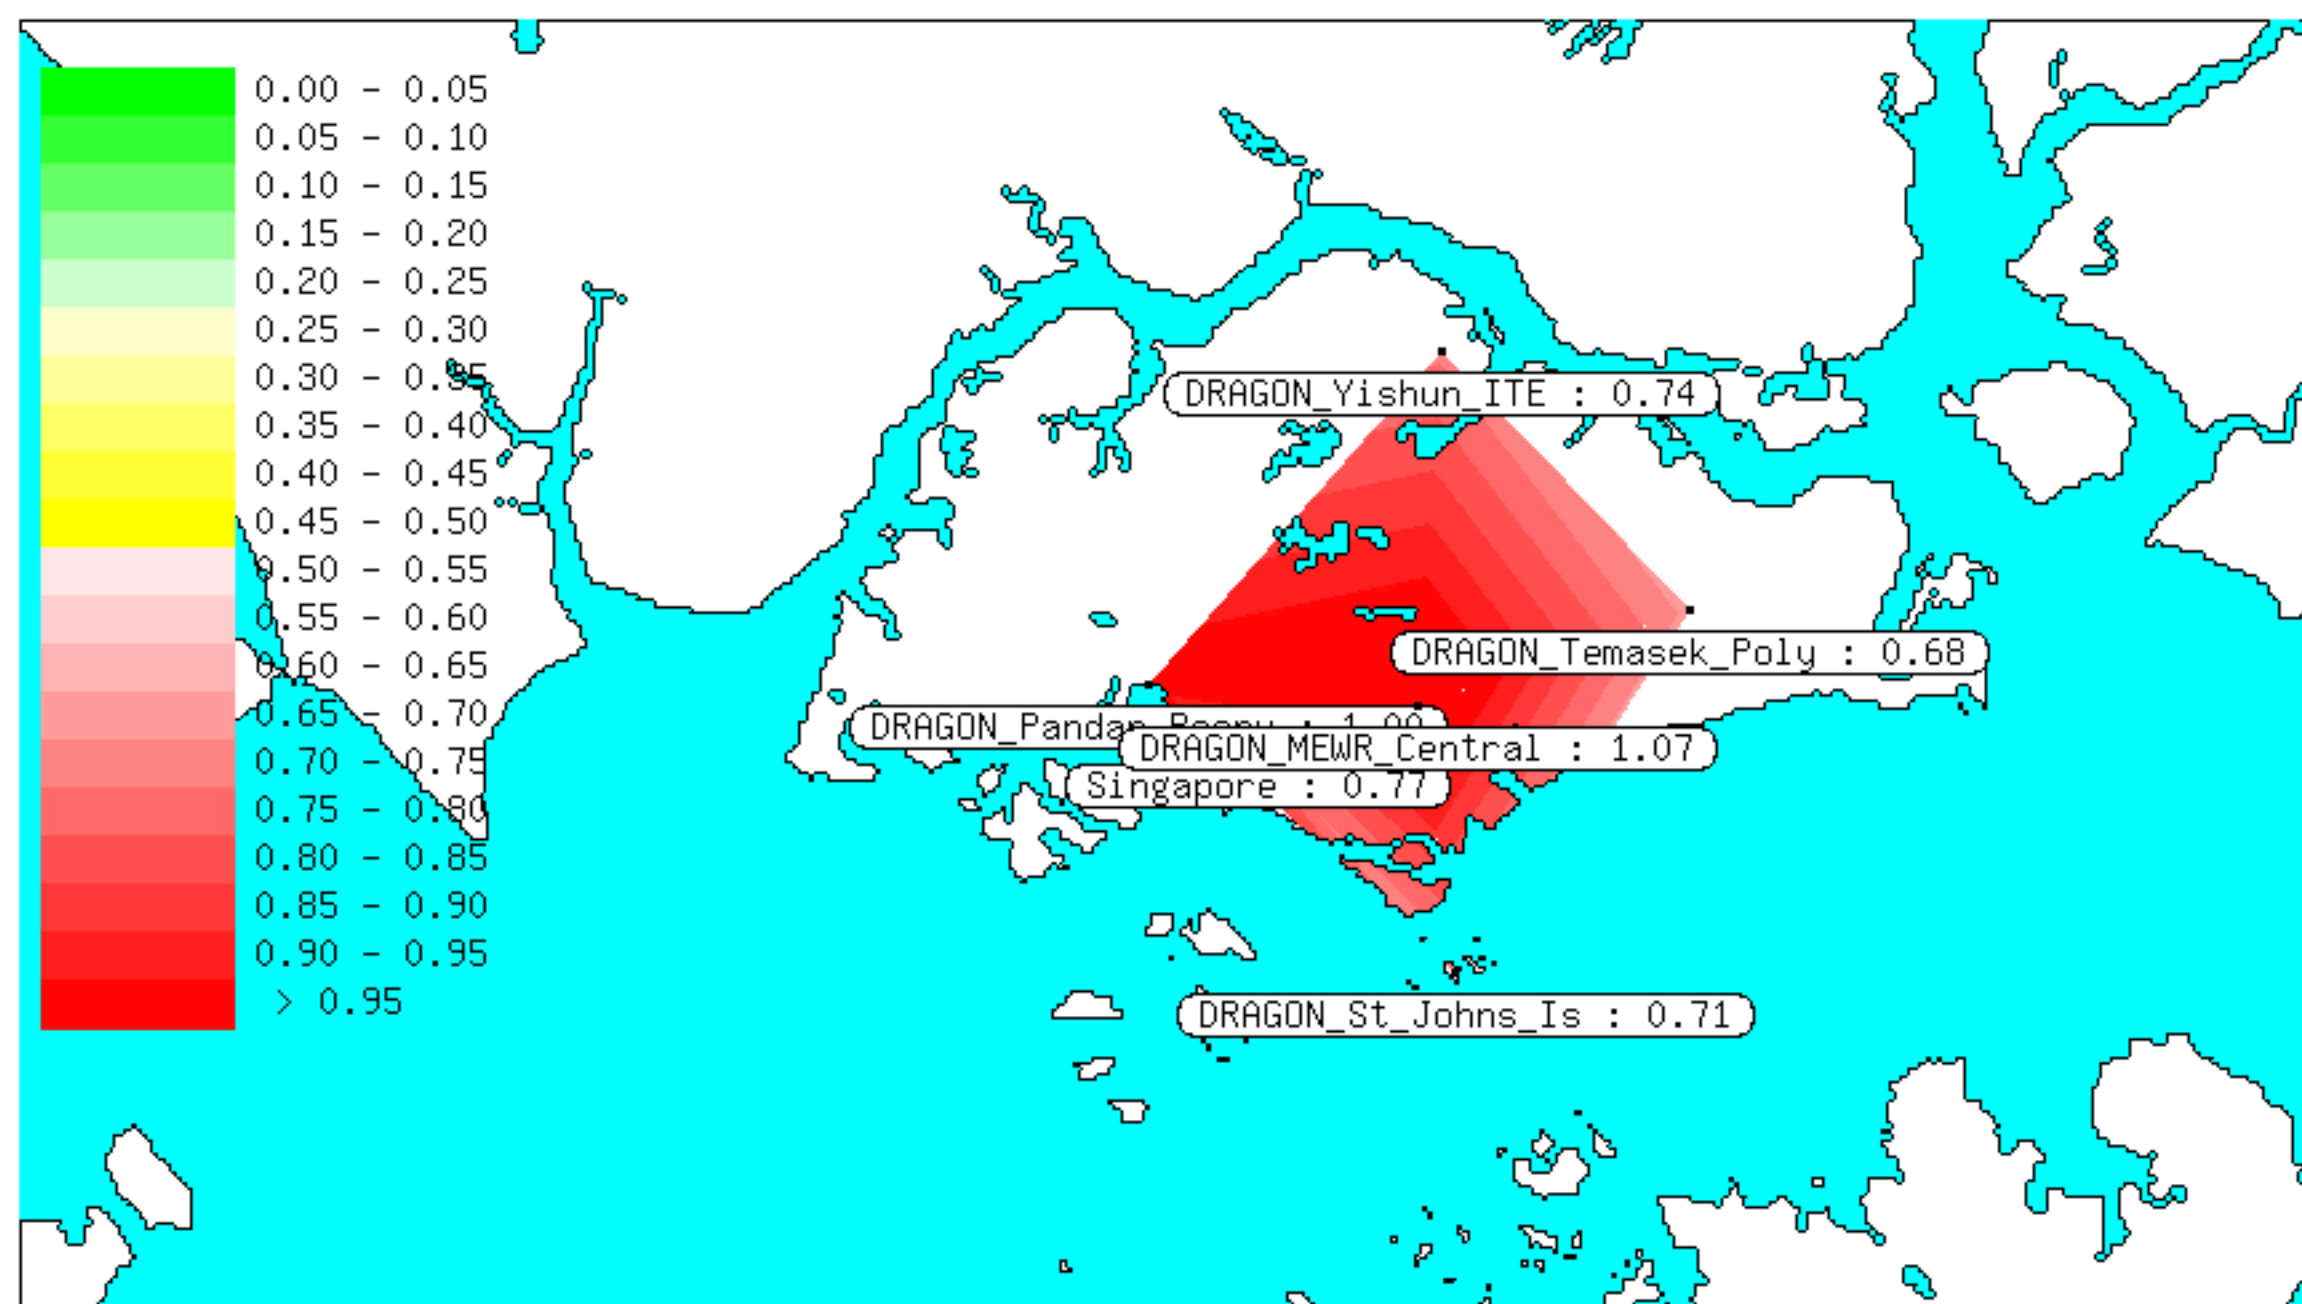 0.00 - 0.05
0.05 - 0.10
0.10 - 0.15
0.15 - 0.20
0.20 - 0.25
0.25 - 0.30
0.30 - 0.35
0.35 - 0.40
0.40 - 0.45
0.45 - 0.50
0.50 - 0.55
0.55 - 0.60
0.60 - 0.65
0.65 - 0.70
0.70 - 0.75
0.75 - 0.80
0.80 - 0.85
0.85 - 0.90
0.90 - 0.95
> 0.95
DRAGON_Yishun_ITE : 0.74
DRAGON_Temasek_Poly : 0.68
: 1.00
DRAGON_MEWR_Central : 1.07
Singapore : 0.77
DRAGON_St_Johns_Is : 0.71